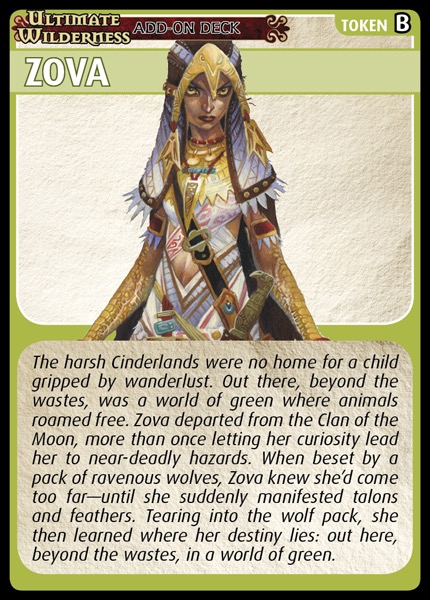 ULTIMATE
WILDERNESS ADD-ON DECK
TOKEN B
ZOVA
The harsh Cinderlands were no home for a child
gripped by wanderlust. Out there, beyond the
wastes, was a world of green where animals
roamed free. Zova departed from the Clan of the
Moon, more than once letting her curiosity lead
her to near-deadly hazards. When beset by a
pack of ravenous wolves, Zova knew she'd come
too far—until she suddenly manifested talons
and feathers. Tearing into the wolf pack, she
then learned where her destiny lies: out here,
beyond the wastes, in a world of green.